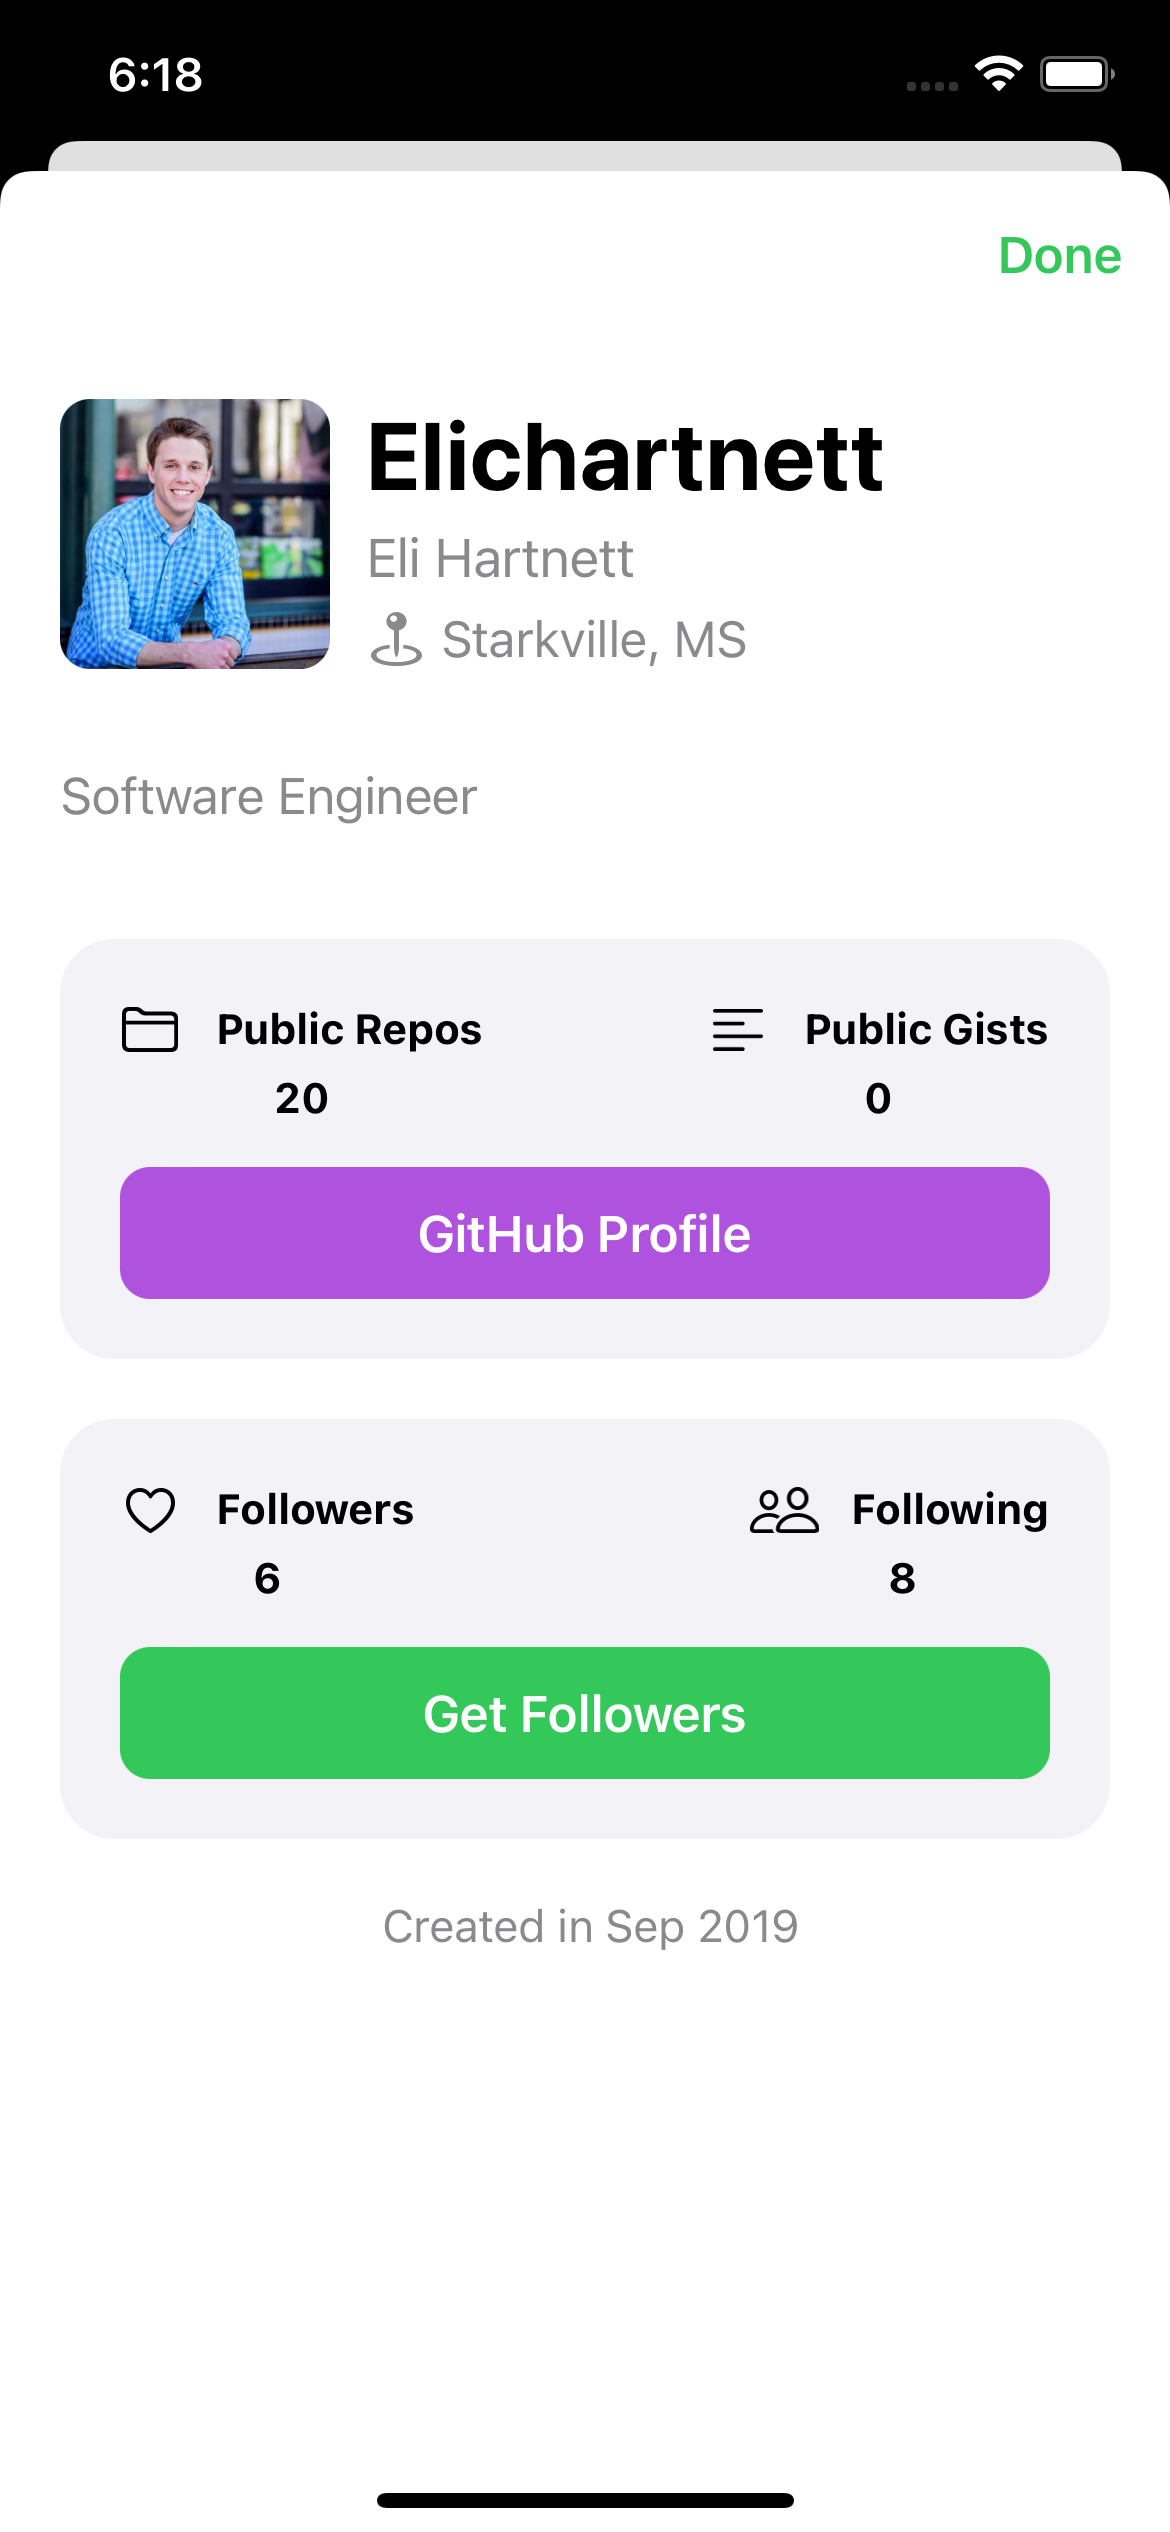 6:18
Done
Elichartnett
Eli Hartnett
Starkville, MS
Software Engineer
Public Repos
20
Public Gists
0
GitHub Profile
Followers
6
Following
8
Get Followers
Created in Sep 2019